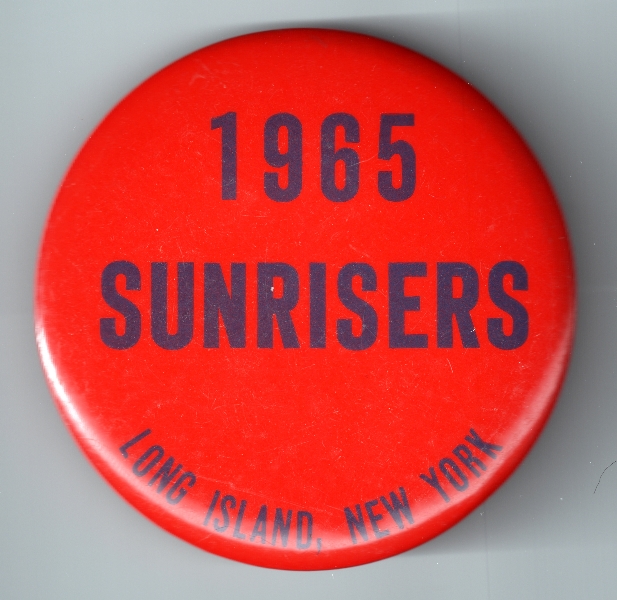 1965
SUNRISERS
LONG ISLAND, NEW YORK